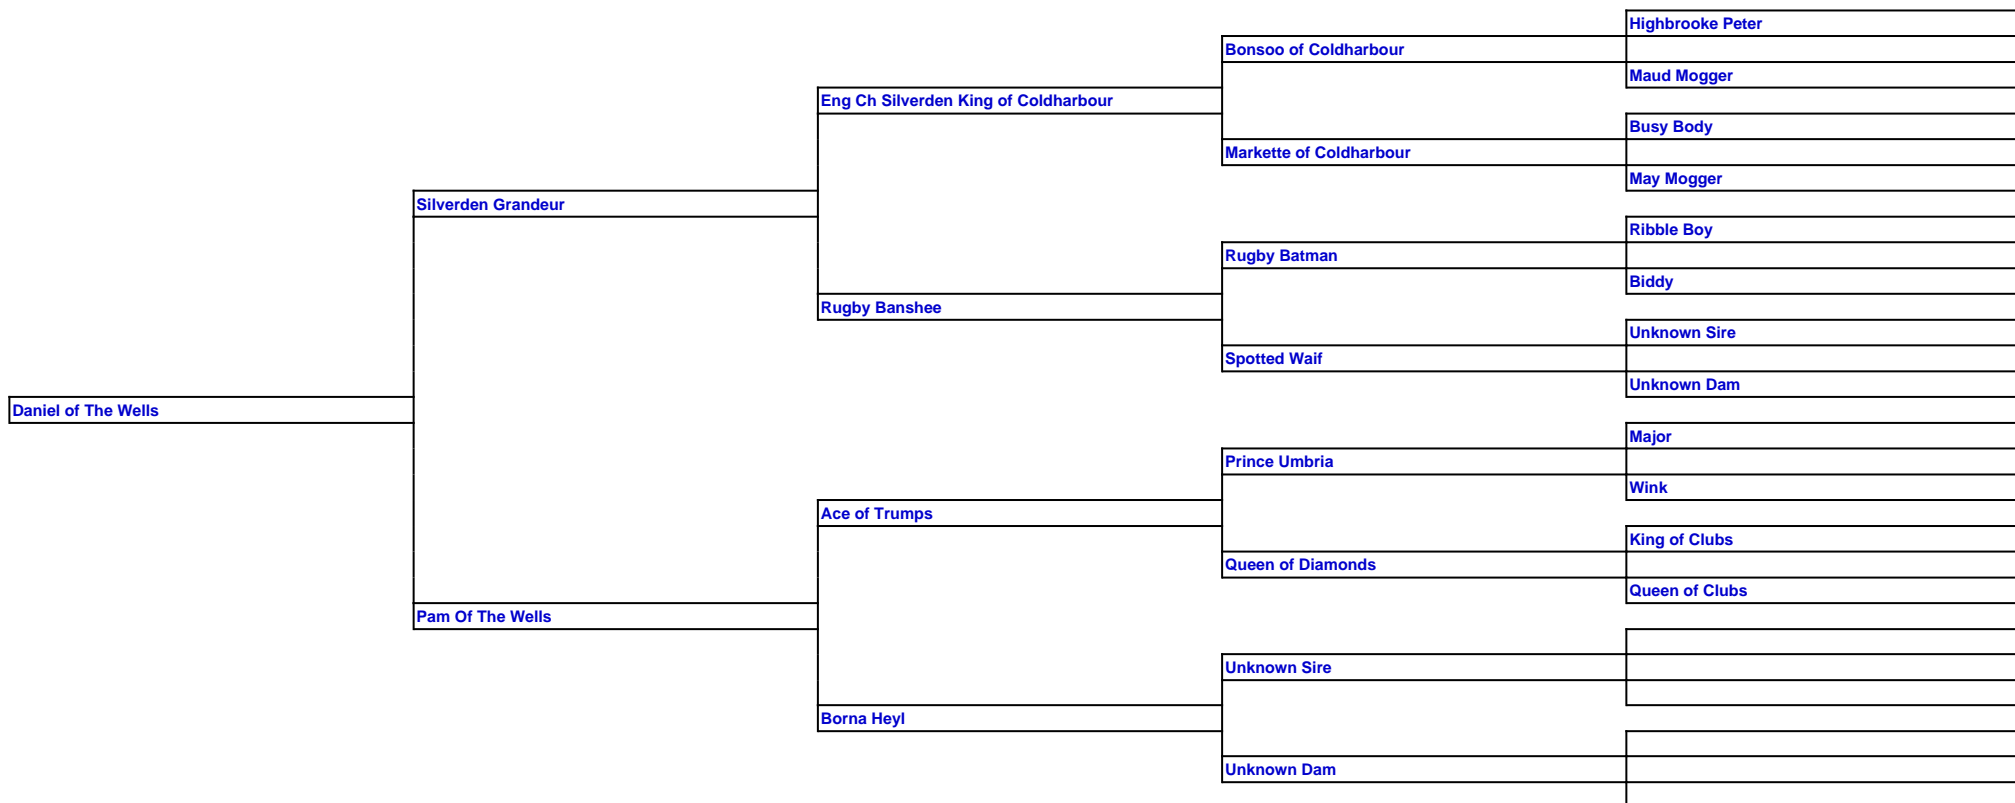 Highbrooke Peter
Bonsoo of Coldharbour
Maud Mogger
Eng Ch Silverden King of Coldharbour
Busy Body
Markette of Coldharbour
May Mogger
Silverden Grandeur
Ribble Boy
Rugby Batman
Biddy
Rugby Banshee
Unknown Sire
Spotted Waif
Unknown Dam
Daniel of The Wells
Major
Prince Umbria
Wink
Ace of Trumps
King of Clubs
Queen of Diamonds
Queen of Clubs
Pam Of The Wells
Unknown Sire
Borna Heyl
Unknown Dam